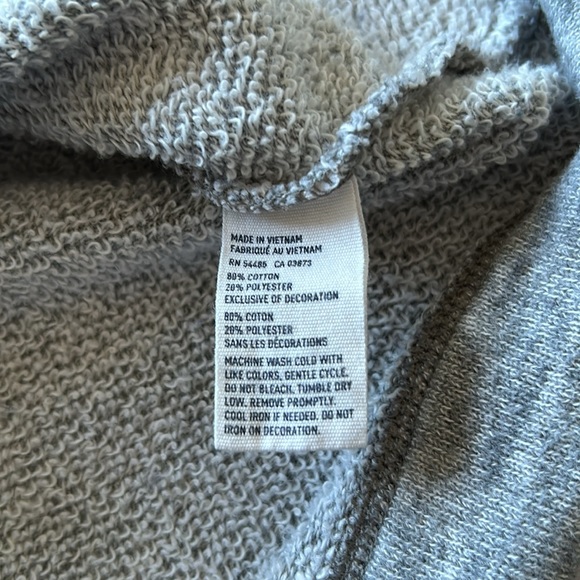 MADE IN VIETNAM
FABRIQUÉ AU VIETNAM
RN 54485 CA 03873
80% COTTON
20% POLYESTER
EXCLUSIVE OF DECORATION
80% COTON
20% POLYESTER
SANS LES DÉCORATIONS
MACHINE WASH COLD WITH
LIKE COLORS, GENTLE CYCLE.
DO NOT BLEACH. TUMBLE DRY
LOW. REMOVE PROMPTLY.
COOL IRON IF NEEDED. DO NOT
IRON ON DECORATION.